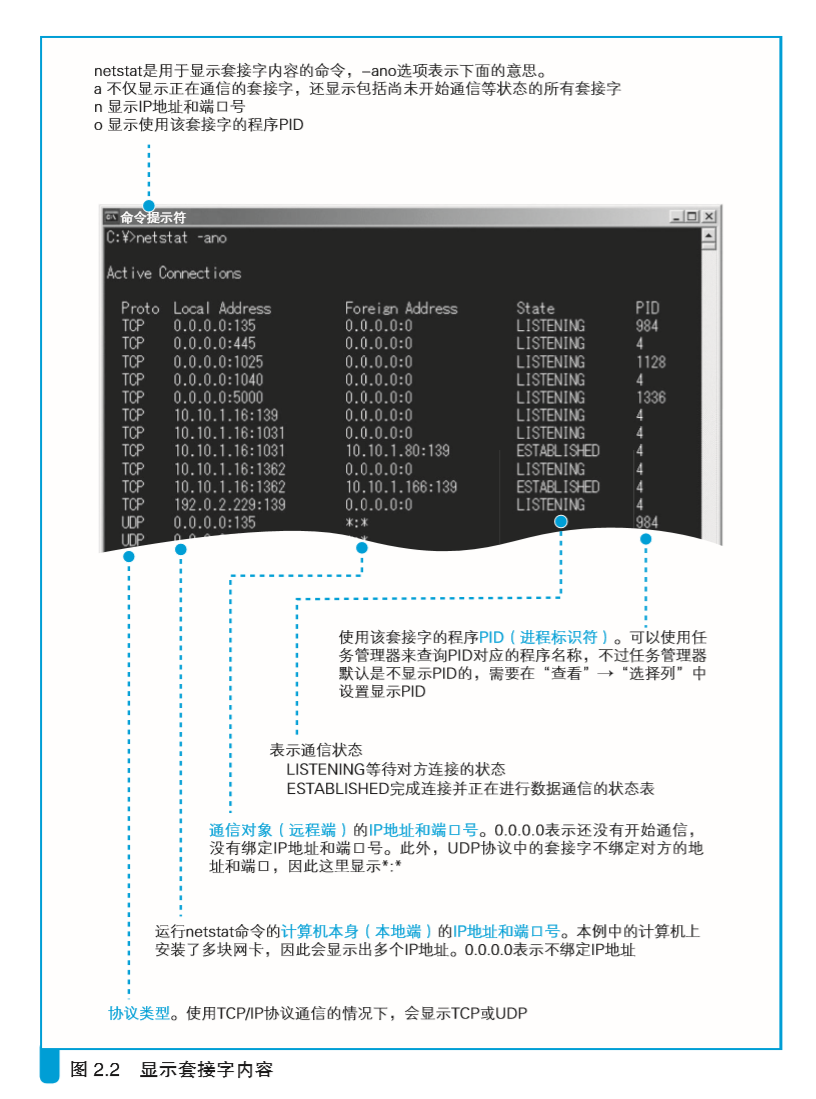 netstat是用于显示套接字内容的命令，–ano选项表示下面的意思。
a 不仅显示正在通信的套接字，还显示包括尚未开始通信等状态的所有套接字
n 显示IP地址和端口号
o 显示使用该套接字的程序PID
命令提示符
C:¥>netstat -ano
Active Connections
Proto Local Address Foreign Address State PID
TCP 0.0.0.0:135 0.0.0.0:0 LISTENING 984
TCP 0.0.0.0:445 0.0.0.0:0 LISTENING 4
TCP 0.0.0.0:1025 0.0.0.0:0 LISTENING 1128
TCP 0.0.0.0:1040 0.0.0.0:0 LISTENING 4
TCP 0.0.0.0:5000 0.0.0.0:0 LISTENING 1336
TCP 10.10.1.16:139 0.0.0.0:0 LISTENING 4
TCP 10.10.1.16:1031 0.0.0.0:0 LISTENING 4
TCP 10.10.1.16:1031 10.10.1.80:139 ESTABLISHED 4
TCP 10.10.1.16:1362 0.0.0.0:0 LISTENING 4
TCP 10.10.1.16:1362 10.10.1.166:139 ESTABLISHED 4
TCP 192.0.2.229:139 0.0.0.0:0 LISTENING 4
UDP 0.0.0.0:135 *:* 984
UDP
使用该套接字的程序PID（进程标识符）。可以使用任
务管理器来查询PID对应的程序名称，不过任务管理器
默认是不显示PID的，需要在“查看”→“选择列”中
设置显示PID
表示通信状态
LISTENING等待对方连接的状态
ESTABLISHED完成连接并正在进行数据通信的状态表
通信对象（远程端）的IP地址和端口号。0.0.0.0表示还没有开始通信，
没有绑定IP地址和端口号。此外，UDP协议中的套接字不绑定对方的地
址和端口，因此这里显示*:*
运行netstat命令的计算机本身（本地端）的IP地址和端口号。本例中的计算机上
安装了多块网卡，因此会显示出多个IP地址。0.0.0.0表示不绑定IP地址
协议类型。使用TCP/IP协议通信的情况下，会显示TCP或UDP
图 2.2 显示套接字内容